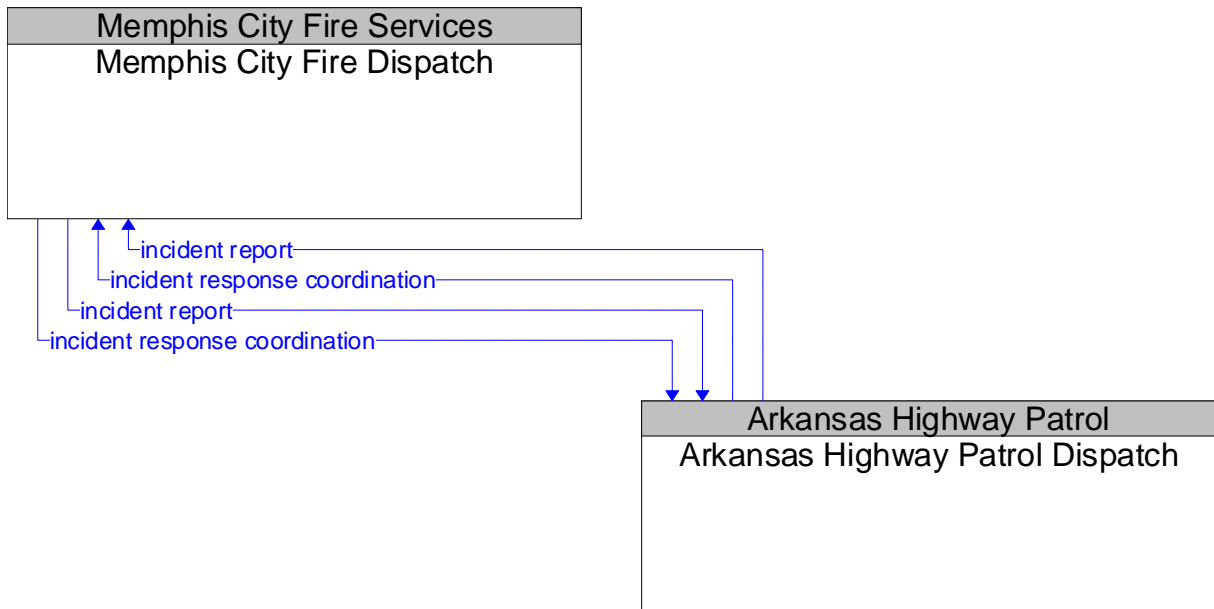 Memphis City Fire Services
Memphis City Fire Dispatch
incident report
incident response coordination
incident report
incident response coordination
Arkansas Highway Patrol
Arkansas Highway Patrol Dispatch